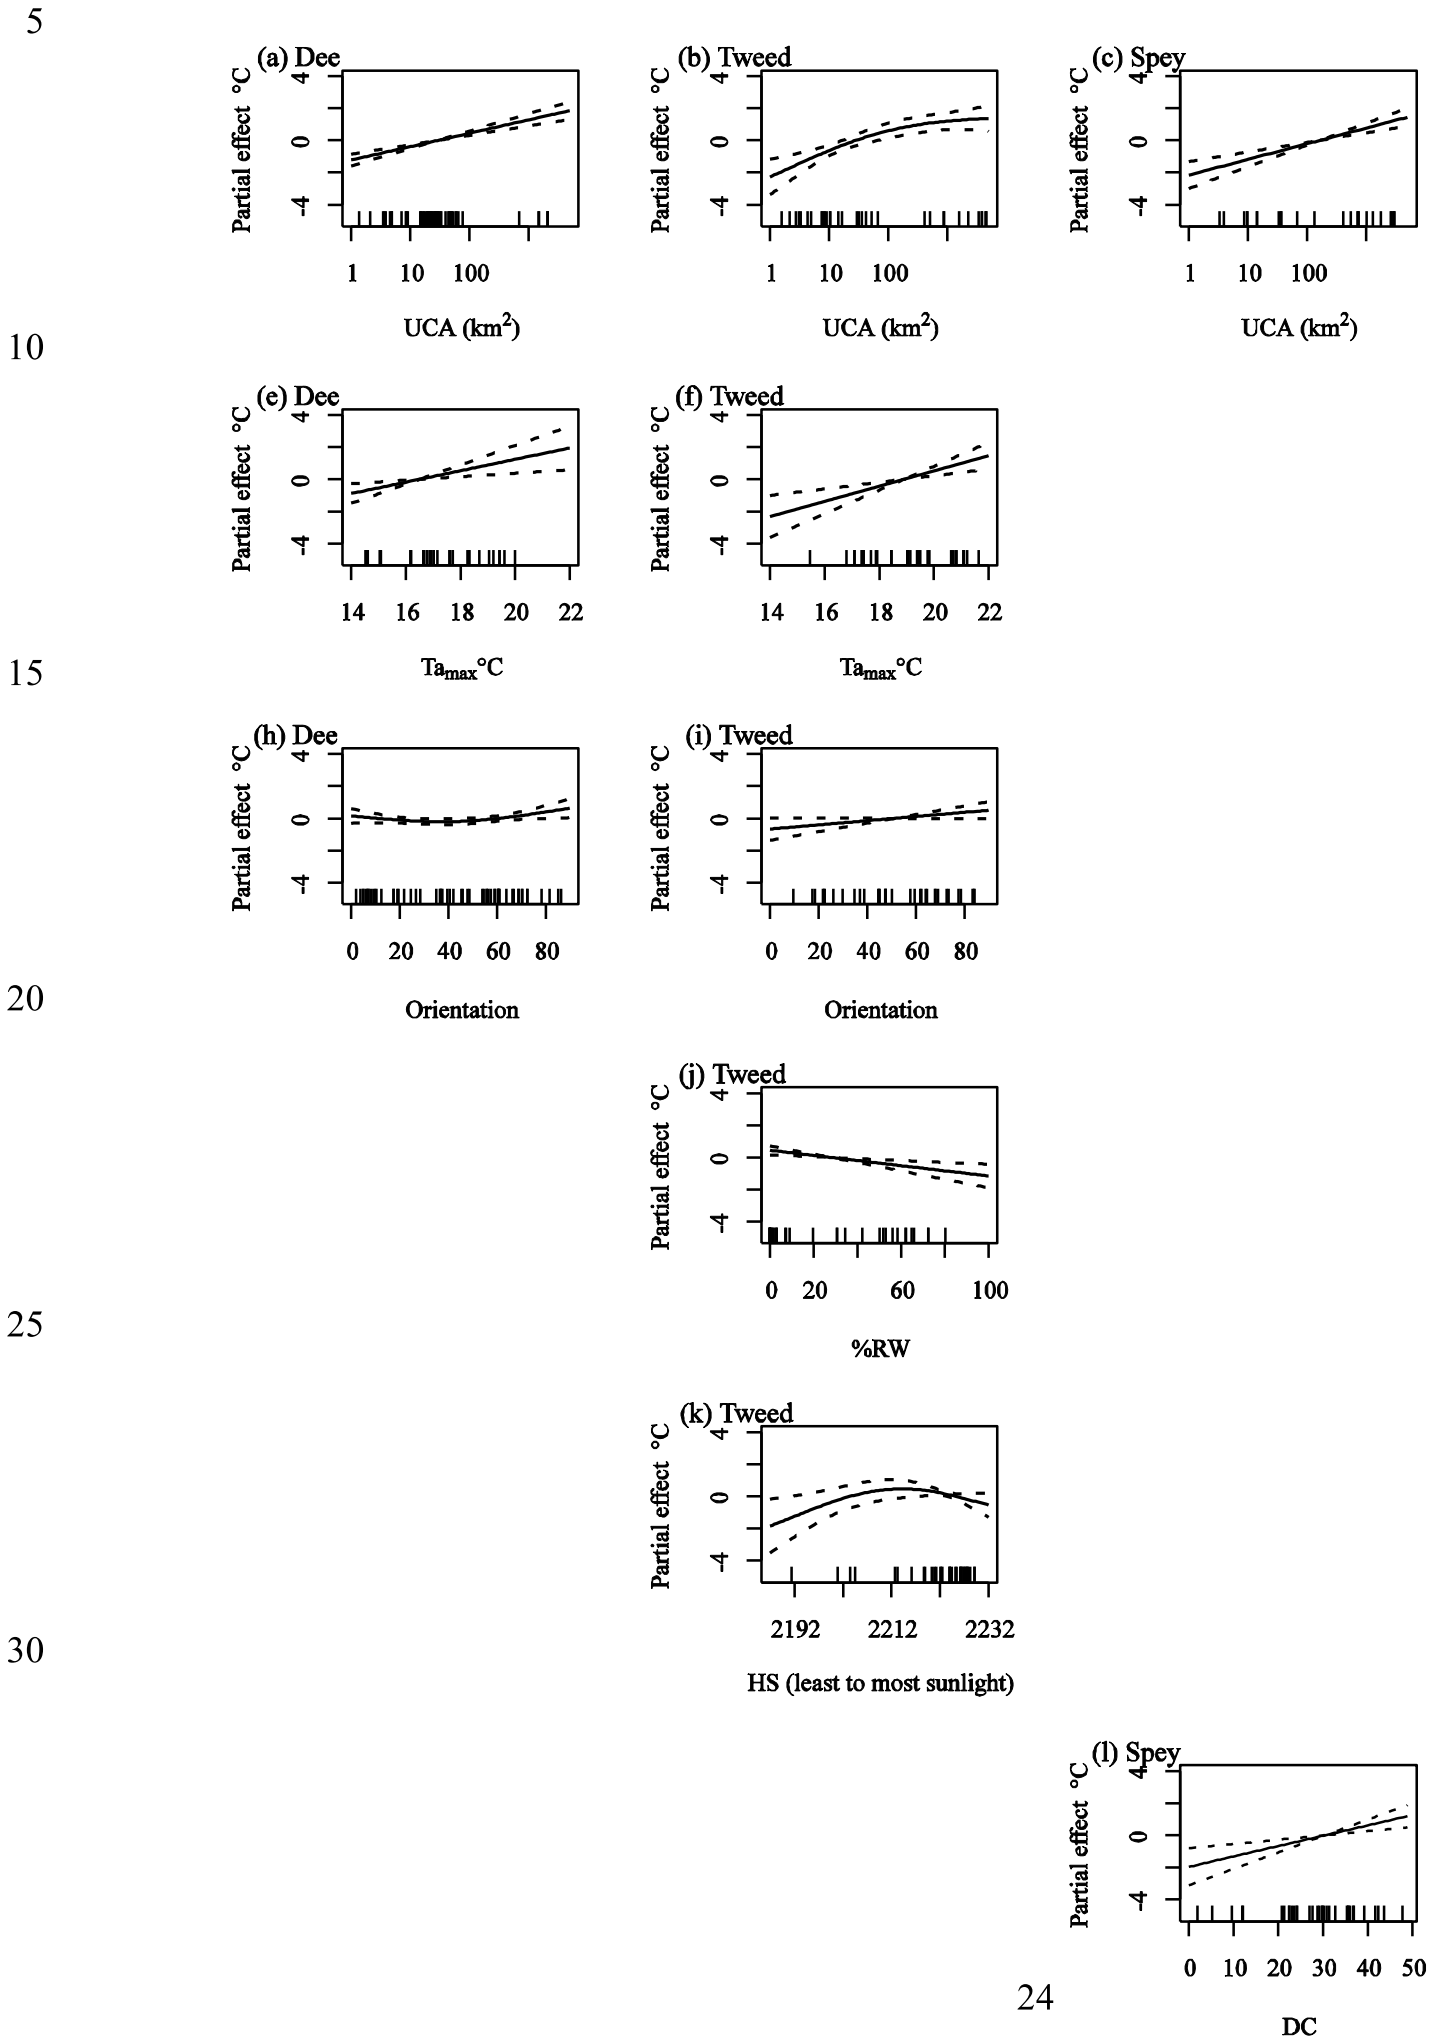 5
(a) Dee
(b) Tweed
(c) Spey
Partial effect °C
4
0
-4
Partial effect °C
4
0
-4
Partial effect °C
4
0
-4
1 10 100
1 10 100
1 10 100
UCA (km²)
UCA (km²)
UCA (km²)
10
(e) Dee
(f) Tweed
Partial effect °C
4
0
-4
Partial effect °C
4
0
-4
14 16 18 20 22
14 16 18 20 22
Tamax°C
Tamax°C
15
(h) Dee
(i) Tweed
Partial effect °C
4
0
-4
Partial effect °C
4
0
-4
0 20 40 60 80
0 20 40 60 80
20
Orientation
Orientation
(j) Tweed
Partial effect °C
4
0
-4
0 20 60 100
25
%RW
(k) Tweed
Partial effect °C
4
0
-4
2192 2212 2232
30
HS (least to most sunlight)
(l) Spey
Partial effect °C
4
0
-4
0 10 20 30 40 50
24
DC